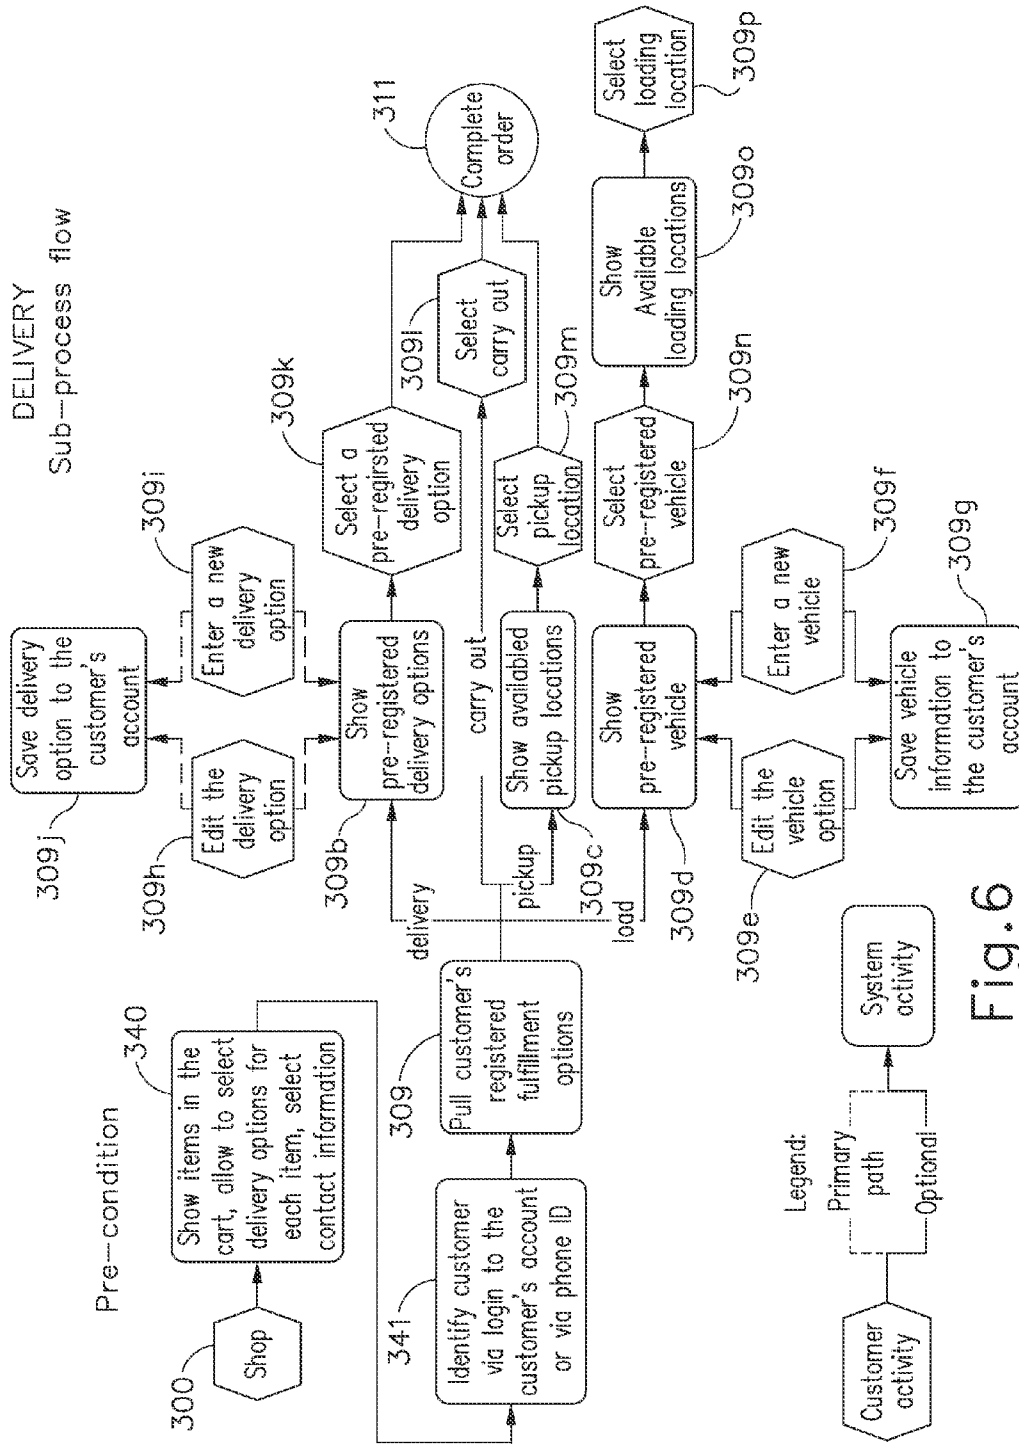 DELIVERY
Sub-process flow
Pre-condition
300
Shop
340
Show items in the
cart, allow to select
delivery options for
each item, select
contact information
341
Identify customer
via login to the
customer's account
or via phone ID
309
Pull customer's
registered
fulfillment
options
delivery
carry out
pickup
load
309j
Save delivery
option to the
customer's
account
309h
Edit the
delivery
option
309i
Enter a new
delivery
option
309b
Show
pre-registered
delivery options
309k
Select a
pre-regirsted
delivery
option
309l
Select
carry out
311
Complete
order
309c
Show availabled
pickup locations
309m
Select
pickup
location
309d
Show
pre-registered
vehicle
309n
Select
pre-registered
vehicle
309o
Show
Available
loading locations
309p
Select
loading
location
309e
Edit the
vehicle
option
309f
Enter a new
vehicle
309g
Save vehicle
information to
the customer's
account
Legend:
Customer
activity
Primary
path
Optional
System
activity
Fig.6